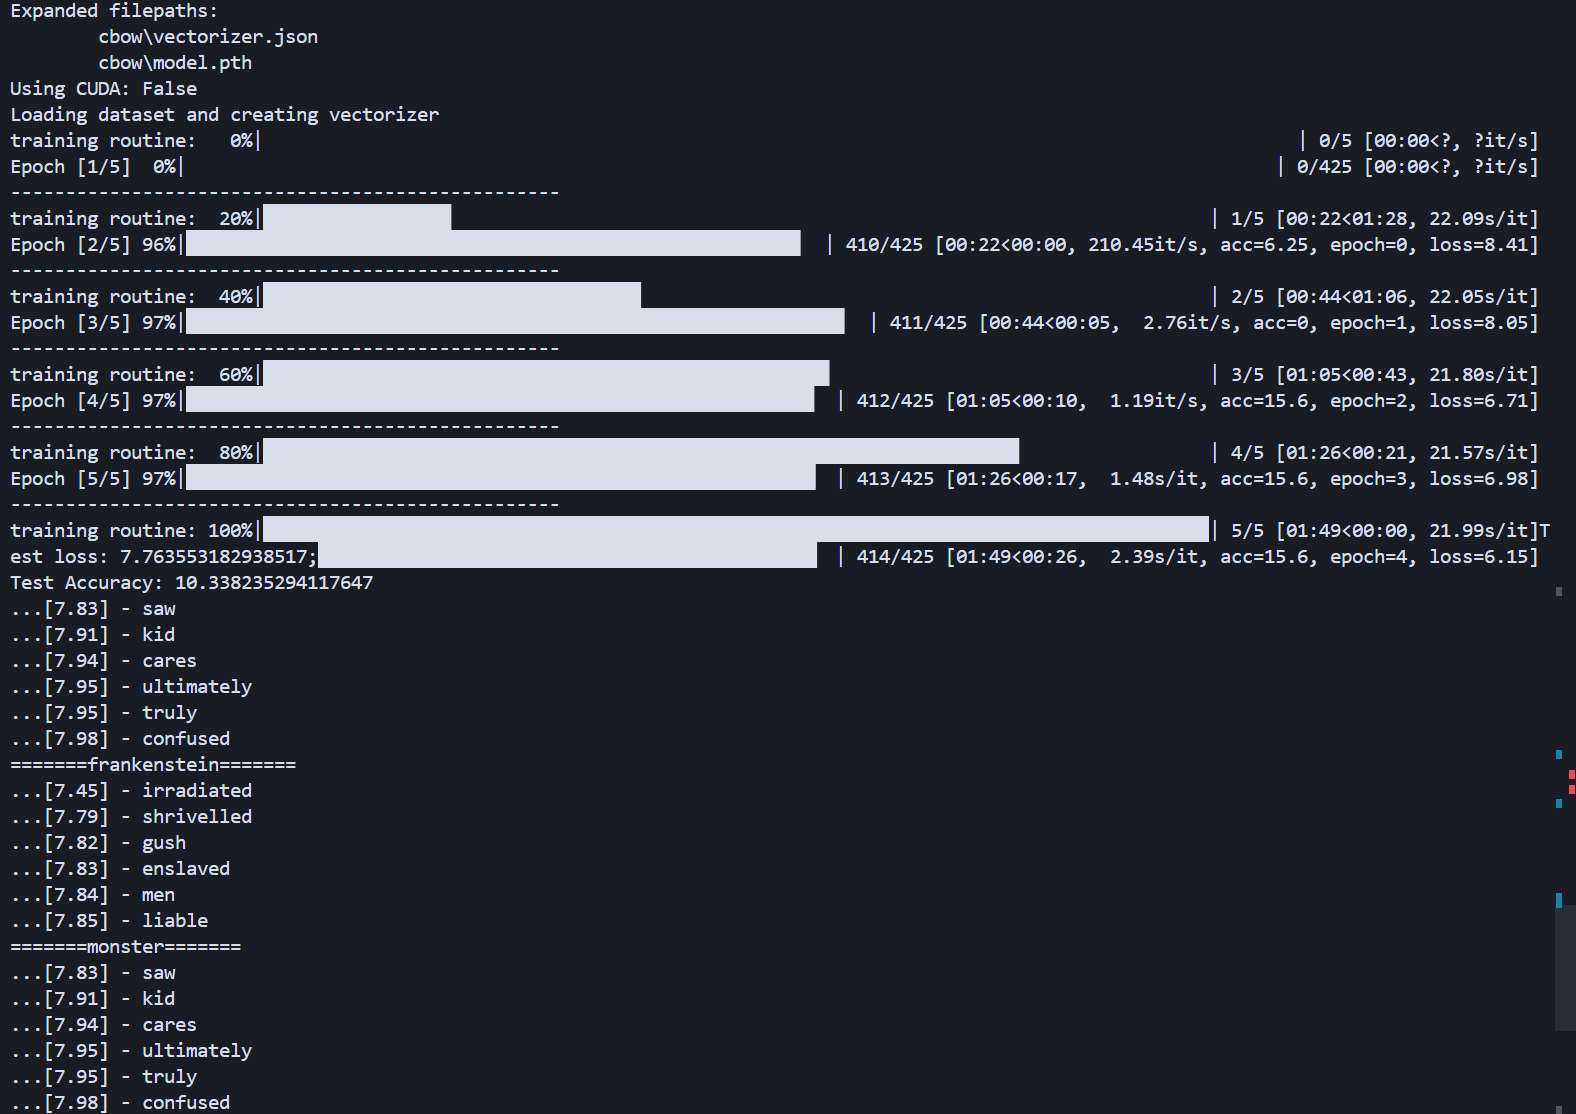 Expanded filepaths:
        cbow\vectorizer.json
        cbow\model.pth
Using CUDA: False
Loading dataset and creating vectorizer
training routine:   0%| | 0/5 [00:00<?, ?it/s]
Epoch [1/5]  0%| | 0/425 [00:00<?, ?it/s]
--------------------------------------------------
training routine:  20%| | 1/5 [00:22<01:28, 22.09s/it]
Epoch [2/5] 96%| | 410/425 [00:22<00:00, 210.45it/s, acc=6.25, epoch=0, loss=8.41]
--------------------------------------------------
training routine:  40%| | 2/5 [00:44<01:06, 22.05s/it]
Epoch [3/5] 97%| | 411/425 [00:44<00:05,  2.76it/s, acc=0, epoch=1, loss=8.05]
--------------------------------------------------
training routine:  60%| | 3/5 [01:05<00:43, 21.80s/it]
Epoch [4/5] 97%| | 412/425 [01:05<00:10,  1.19it/s, acc=15.6, epoch=2, loss=6.71]
--------------------------------------------------
training routine:  80%| | 4/5 [01:26<00:21, 21.57s/it]
Epoch [5/5] 97%| | 413/425 [01:26<00:17,  1.48s/it, acc=15.6, epoch=3, loss=6.98]
--------------------------------------------------
training routine: 100%| | 5/5 [01:49<00:00, 21.99s/it]T
est loss: 7.763553182938517; | 414/425 [01:49<00:26,  2.39s/it, acc=15.6, epoch=4, loss=6.15]
Test Accuracy: 10.338235294117647
...[7.83] - saw
...[7.91] - kid
...[7.94] - cares
...[7.95] - ultimately
...[7.95] - truly
...[7.98] - confused
=======frankenstein=======
...[7.45] - irradiated
...[7.79] - shrivelled
...[7.82] - gush
...[7.83] - enslaved
...[7.84] - men
...[7.85] - liable
=======monster=======
...[7.83] - saw
...[7.91] - kid
...[7.94] - cares
...[7.95] - ultimately
...[7.95] - truly
...[7.98] - confused